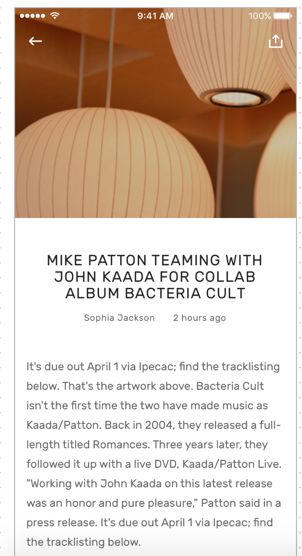 9:41 AM
100%
MIKE PATTON TEAMING WITH
JOHN KAADA FOR COLLAB
ALBUM BACTERIA CULT
Sophia Jackson 2 hours ago
It's due out April 1 via Ipecac; find the tracklisting
below. That's the artwork above. Bacteria Cult
isn't the first time the two have made music as
Kaada/Patton. Back in 2004, they released a full-
length titled Romances. Three years later, they
followed it up with a live DVD, Kaada/Patton Live.
"Working with John Kaada on this latest release
was an honor and pure pleasure," Patton said in a
press release. It's due out April 1 via Ipecac; find
the tracklisting below.